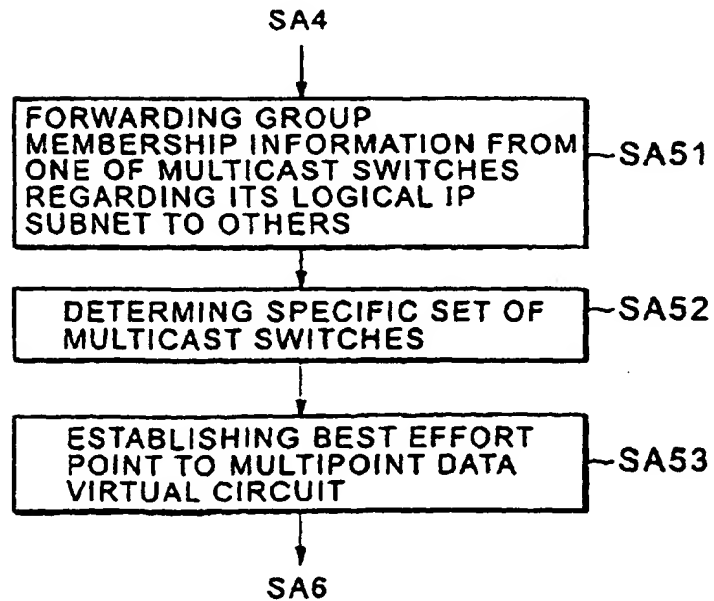 SA4
FORWARDING GROUP
MEMBERSHIP INFORMATION FROM
ONE OF MULTICAST SWITCHES
REGARDING ITS LOGICAL IP
SUBNET TO OTHERS
SA51
DETERMING SPECIFIC SET OF
MULTICAST SWITCHES
SA52
ESTABLISHING BEST EFFORT
POINT TO MULTIPOINT DATA
VIRTUAL CIRCUIT
SA53
SA6